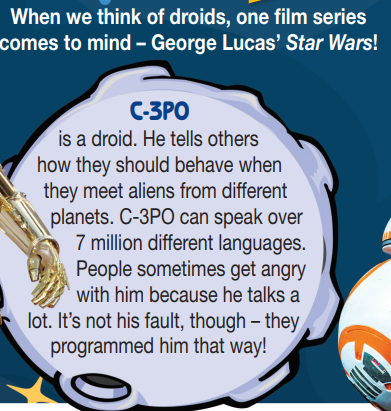 When we think of droids, one film series
comes to mind – George Lucas’ Star Wars!
C-3PO
is a droid. He tells others
how they should behave when
they meet aliens from different
planets. C-3PO can speak over
7 million different languages.
People sometimes get angry
with him because he talks a
lot. It’s not his fault, though – they
programmed him that way!